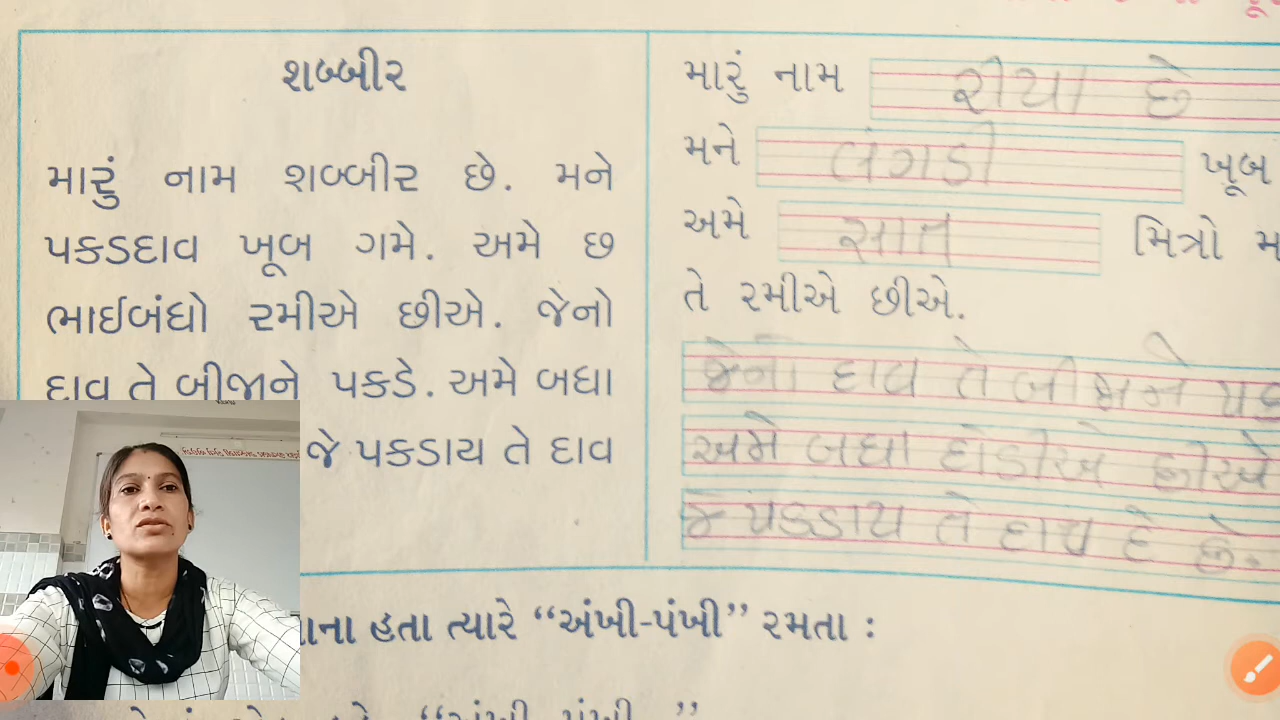 શબ્બીર
મારું નામ શબ્બીર છે. મને
પકડદાવ ખૂબ ગમે. અમે છ
ભાઈબંધો રમીએ છીએ. જેનો
દાવ તે બીજાને પકડે. અમે બધા
જે પકડાય તે દાવ
મારું નામ રીયા છે
મને લંગડી ખૂબ
અમે સાત મિત્રો
તે રમીએ છીએ.
જેનો દાવ તે બીજાને
અમે બધા દોડીએ છીએ
જે પકડાય તે દાવ દે છે.
હતા ત્યારે “અંખી-પંખી” રમતા :